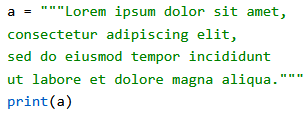 a = """Lorem ipsum dolor sit amet,
consectetur adipiscing elit,
sed do eiusmod tempor incididunt
ut labore et dolore magna aliqua."""
print(a)